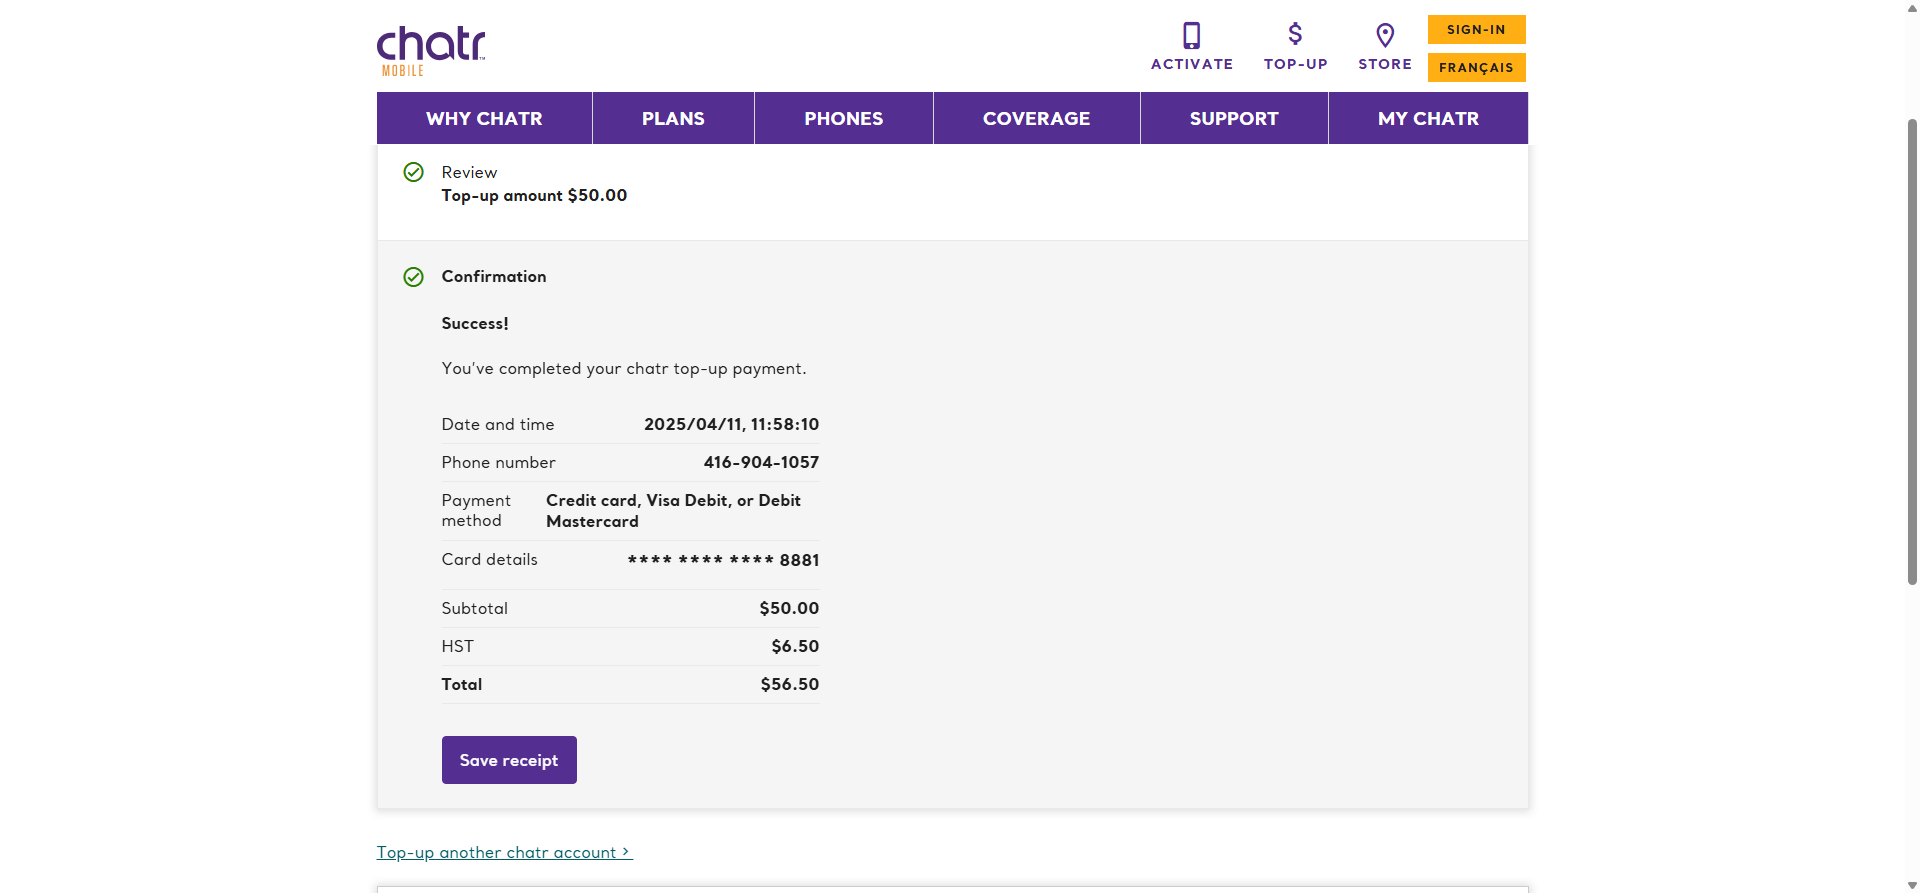 chatr™
MOBILE
ACTIVATE
TOP-UP
STORE
SIGN-IN
FRANÇAIS
WHY CHATR
PLANS
PHONES
COVERAGE
SUPPORT
MY CHATR
Review
Top-up amount $50.00
Confirmation
Success!
You've completed your chatr top-up payment.
Date and time 2025/04/11, 11:58:10
Phone number 416-904-1057
Payment method Credit card, Visa Debit, or Debit
Mastercard
Card details **** **** **** 8881
Subtotal $50.00
HST $6.50
Total $56.50
Save receipt
Top-up another chatr account >